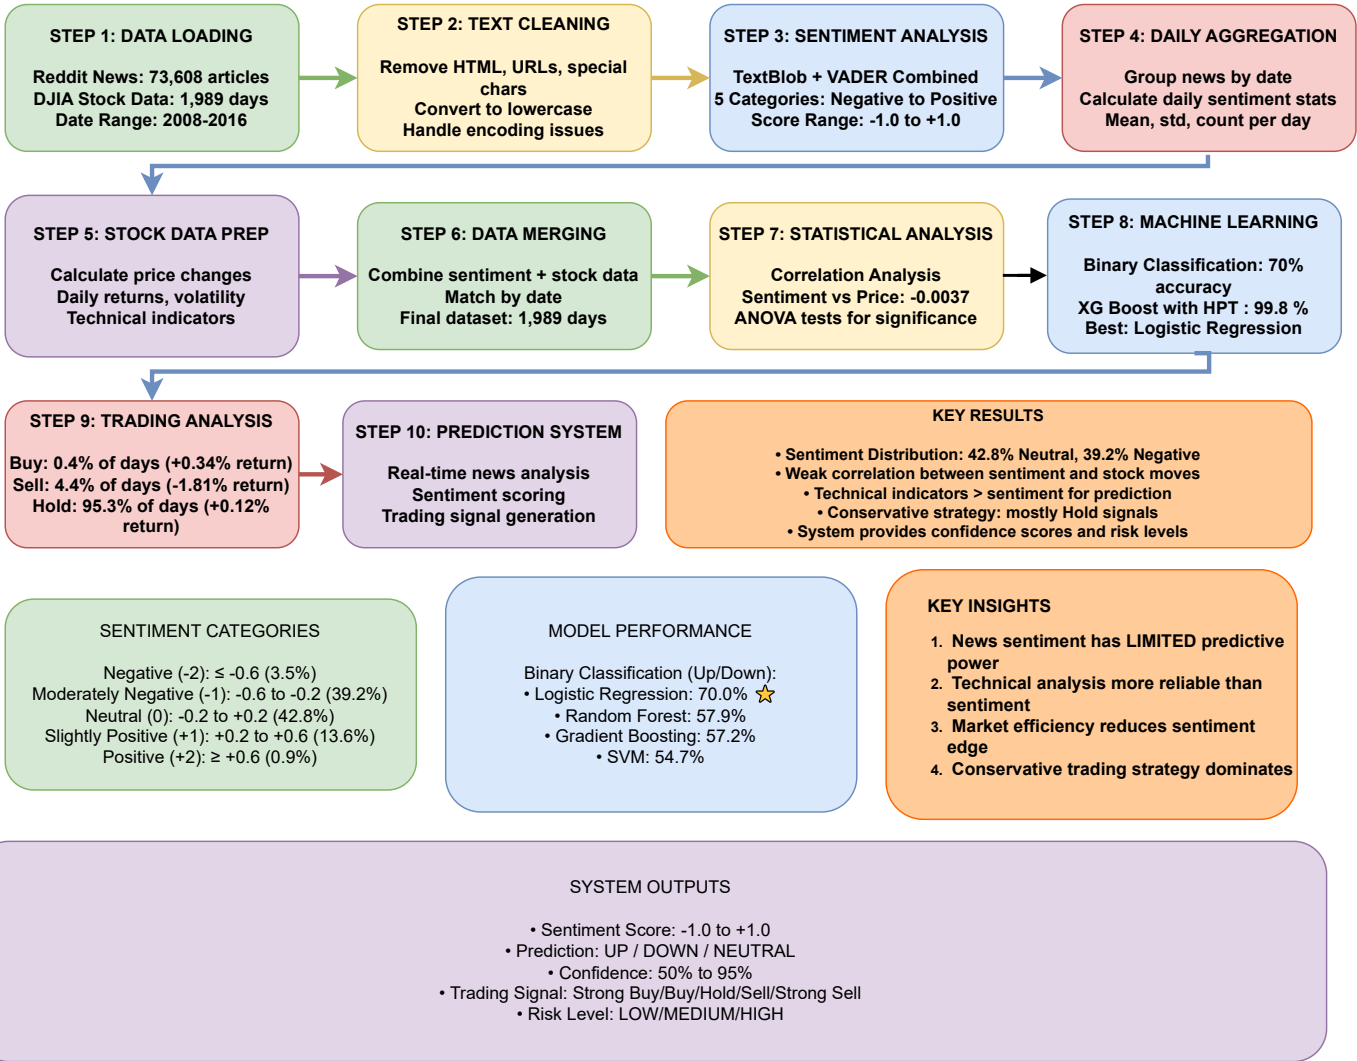 STEP 1: DATA LOADING
Reddit News: 73,608 articles
DJIA Stock Data: 1,989 days
Date Range: 2008-2016
STEP 2: TEXT CLEANING
Remove HTML, URLs, special
chars
Convert to lowercase
Handle encoding issues
STEP 3: SENTIMENT ANALYSIS
TextBlob + VADER Combined
5 Categories: Negative to Positive
Score Range: -1.0 to +1.0
STEP 4: DAILY AGGREGATION
Group news by date
Calculate daily sentiment stats
Mean, std, count per day
STEP 5: STOCK DATA PREP
Calculate price changes
Daily returns, volatility
Technical indicators
STEP 6: DATA MERGING
Combine sentiment + stock data
Match by date
Final dataset: 1,989 days
STEP 7: STATISTICAL ANALYSIS
Correlation Analysis
Sentiment vs Price: -0.0037
ANOVA tests for significance
STEP 8: MACHINE LEARNING
Binary Classification: 70%
accuracy
XG Boost with HPT : 99.8 %
Best: Logistic Regression
STEP 9: TRADING ANALYSIS
Buy: 0.4% of days (+0.34% return)
Sell: 4.4% of days (-1.81% return)
Hold: 95.3% of days (+0.12%
return)
STEP 10: PREDICTION SYSTEM
Real-time news analysis
Sentiment scoring
Trading signal generation
KEY RESULTS
• Sentiment Distribution: 42.8% Neutral, 39.2% Negative
• Weak correlation between sentiment and stock moves
• Technical indicators > sentiment for prediction
• Conservative strategy: mostly Hold signals
• System provides confidence scores and risk levels
SENTIMENT CATEGORIES
Negative (-2): ≤ -0.6 (3.5%)
Moderately Negative (-1): -0.6 to -0.2 (39.2%)
Neutral (0): -0.2 to +0.2 (42.8%)
Slightly Positive (+1): +0.2 to +0.6 (13.6%)
Positive (+2): ≥ +0.6 (0.9%)
MODEL PERFORMANCE
Binary Classification (Up/Down):
• Logistic Regression: 70.0% ⭐
• Random Forest: 57.9%
• Gradient Boosting: 57.2%
• SVM: 54.7%
KEY INSIGHTS
1. News sentiment has LIMITED predictive
power
2. Technical analysis more reliable than
sentiment
3. Market efficiency reduces sentiment
edge
4. Conservative trading strategy dominates
SYSTEM OUTPUTS
• Sentiment Score: -1.0 to +1.0
• Prediction: UP / DOWN / NEUTRAL
• Confidence: 50% to 95%
• Trading Signal: Strong Buy/Buy/Hold/Sell/Strong Sell
• Risk Level: LOW/MEDIUM/HIGH